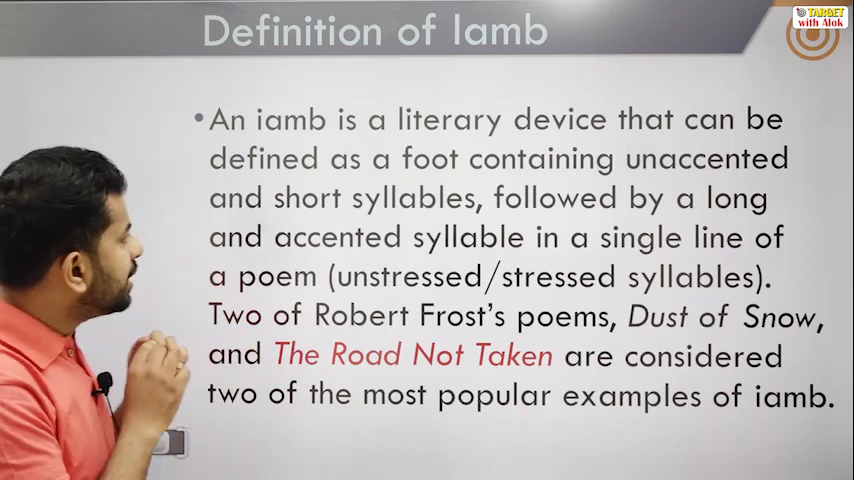 Definition of Iamb
TARGET
with Alok
• An iamb is a literary device that can be
defined as a foot containing unaccented
and short syllables, followed by a long
and accented syllable in a single line of
a poem (unstressed/stressed syllables).
Two of Robert Frost's poems, Dust of Snow,
and The Road Not Taken are considered
two of the most popular examples of iamb.